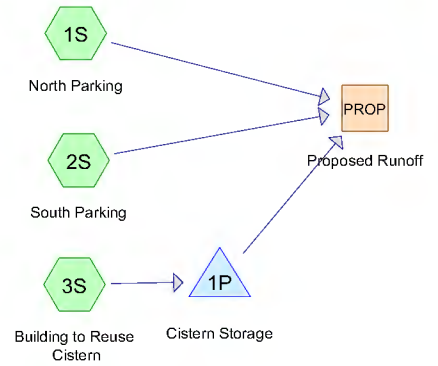 1S
North Parking
PROP
Proposed Runoff
2S
South Parking
3S
Building to Reuse
Cistern
1P
Cistern Storage